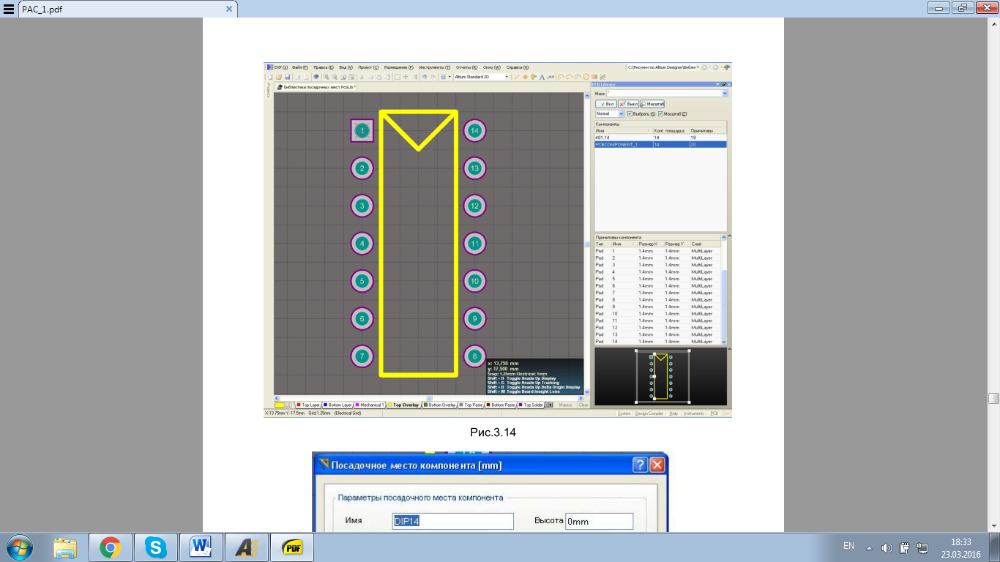 PAC_1.pdf
DXP (X) Файл (F) Правка (E) Вид (V) Проект (C) Размещение (P) Инструменты (T) Отчеты (R) Окно (W) Справка (H)
Altium Standard 2D
Библиотека посадочных мест.PcbLib *
Projects
PCB Library
Маск *
Вкл Выкл Масштаб
Normal Выбрать (S) Масштаб (Z)
Компоненты
Имя Конт. площадка Примитивы
401.14 14 19
PCBCOMPONENT_1 14 20
Примитивы компонента
Тип Имя Размер X Размер Y Слой
Pad 1 1.4mm 1.4mm MultiLayer
Pad 2 1.4mm 1.4mm MultiLayer
Pad 3 1.4mm 1.4mm MultiLayer
Pad 4 1.4mm 1.4mm MultiLayer
Pad 5 1.4mm 1.4mm MultiLayer
Pad 6 1.4mm 1.4mm MultiLayer
Pad 7 1.4mm 1.4mm MultiLayer
Pad 8 1.4mm 1.4mm MultiLayer
Pad 9 1.4mm 1.4mm MultiLayer
Pad 10 1.4mm 1.4mm MultiLayer
Pad 11 1.4mm 1.4mm MultiLayer
Pad 12 1.4mm 1.4mm MultiLayer
Pad 13 1.4mm 1.4mm MultiLayer
Pad 14 1.4mm 1.4mm MultiLayer
1 14
2 13
3 12
4 11
5 10
6 9
7 8
x: 13,750 mm
y: 17,500 mm
Snap: 1.25mm Electrical: 1mm
Shift + H Toggle Heads Up Display
Shift + G Toggle Heads Up Tracking
Shift + D Toggle Heads Up Delta Origin Display
Shift + M Toggle Board Insight Lens
LS Top Layer Bottom Layer Mechanical 1 Top Overlay Bottom Overlay Top Paste Bottom Paste Top Solder Маска Clear
X:13.75mm Y:-17.5mm Grid:1.25mm (Electrical Grid) System Design Compiler Help Instruments PCB >>
Рис.3.14
Посадочное место компонента [mm]
Параметры посадочного места компонента
Имя DIP14 Высота 0mm
W A PDF EN 18:33
23.03.2016